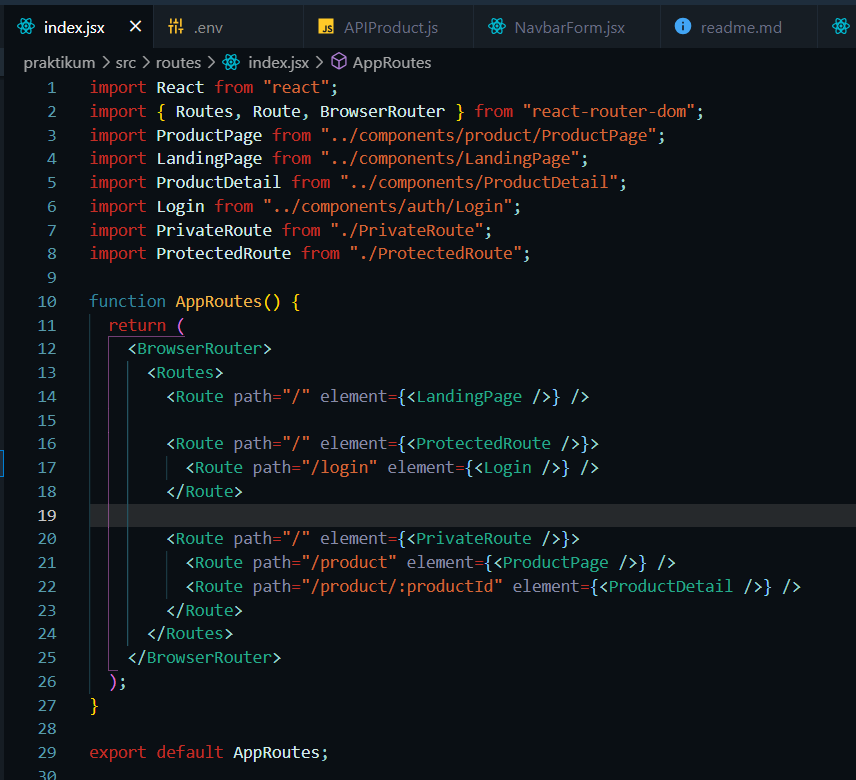 index.jsx .env APIProduct.js NavbarForm.jsx readme.md
praktikum > src > routes > index.jsx > AppRoutes
1 import React from "react";
2 import { Routes, Route, BrowserRouter } from "react-router-dom";
3 import ProductPage from "../components/product/ProductPage";
4 import LandingPage from "../components/LandingPage";
5 import ProductDetail from "../components/ProductDetail";
6 import Login from "../components/auth/Login";
7 import PrivateRoute from "./PrivateRoute";
8 import ProtectedRoute from "./ProtectedRoute";
9
10 function AppRoutes() {
11 return (
12 <BrowserRouter>
13 <Routes>
14 <Route path="/" element={<LandingPage />} />
15
16 <Route path="/" element={<ProtectedRoute />}>
17 <Route path="/login" element={<Login />} />
18 </Route>
19
20 <Route path="/" element={<PrivateRoute />}>
21 <Route path="/product" element={<ProductPage />} />
22 <Route path="/product/:productId" element={<ProductDetail />} />
23 </Route>
24 </Routes>
25 </BrowserRouter>
26 );
27 }
28
29 export default AppRoutes;
30